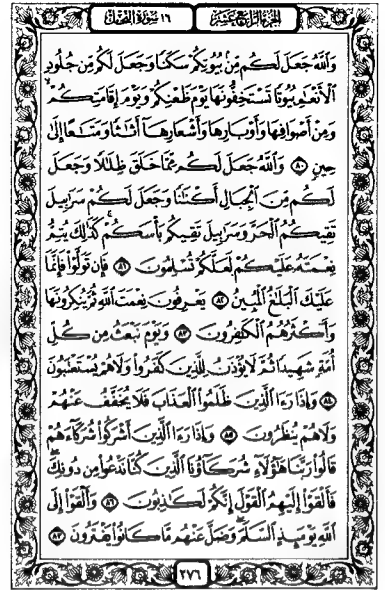 الجزء الرابع عشر ١٦ سورة النحل
وَٱللَّهُ جَعَلَ لَكُم مِّنۢ بُيُوتِكُمْ سَكَنًا وَجَعَلَ لَكُم مِّن جُلُودِ
ٱلْأَنْعَٰمِ بُيُوتًا تَسْتَخِفُّونَهَا يَوْمَ ظَعْنِكُمْ وَيَوْمَ إِقَامَتِكُمْ
وَمِنْ أَصْوَافِهَا وَأَوْبَارِهَا وَأَشْعَارِهَآ أَثَٰثًا وَمَتَٰعًا إِلَىٰ
حِينٍ ٨٠ وَٱللَّهُ جَعَلَ لَكُم مِّمَّا خَلَقَ ظِلَٰلًا وَجَعَلَ
لَكُم مِّنَ ٱلْجِبَالِ أَكْنَٰنًا وَجَعَلَ لَكُمْ سَرَٰبِيلَ
تَقِيكُمُ ٱلْحَرَّ وَسَرَٰبِيلَ تَقِيكُم بَأْسَكُمْ ۚ كَذَٰلِكَ يُتِمُّ
نِعْمَتَهُۥ عَلَيْكُمْ لَعَلَّكُمْ تُسْلِمُونَ ٨١ فَإِن تَوَلَّوْا۟ فَإِنَّمَا
عَلَيْكَ ٱلْبَلَٰغُ ٱلْمُبِينُ ٨٢ يَعْرِفُونَ نِعْمَتَ ٱللَّهِ ثُمَّ يُنكِرُونَهَا
وَأَكْثَرُهُمُ ٱلْكَٰفِرُونَ ٨٣ وَيَوْمَ نَبْعَثُ مِن كُلِّ
أُمَّةٍ شَهِيدًا ثُمَّ لَا يُؤْذَنُ لِلَّذِينَ كَفَرُوا۟ وَلَا هُمْ يُسْتَعْتَبُونَ
٨٤ وَإِذَا رَءَا ٱلَّذِينَ ظَلَمُوا۟ ٱلْعَذَابَ فَلَا يُخَفَّفُ عَنْهُمْ
وَلَا هُمْ يُنظَرُونَ ٨٥ وَإِذَا رَءَا ٱلَّذِينَ أَشْرَكُوا۟ شُرَكَآءَهُمْ
قَالُوا۟ رَبَّنَا هَٰٓؤُلَآءِ شُرَكَآؤُنَا ٱلَّذِينَ كُنَّا نَدْعُوا۟ مِن دُونِكَ ۖ
فَأَلْقَوْا۟ إِلَيْهِمُ ٱلْقَوْلَ إِنَّكُمْ لَكَٰذِبُونَ ٨٦ وَأَلْقَوْا۟ إِلَى
ٱللَّهِ يَوْمَئِذٍ ٱلسَّلَمَ ۖ وَضَلَّ عَنْهُم مَّا كَانُوا۟ يَفْتَرُونَ ٨٧
٢٧٦